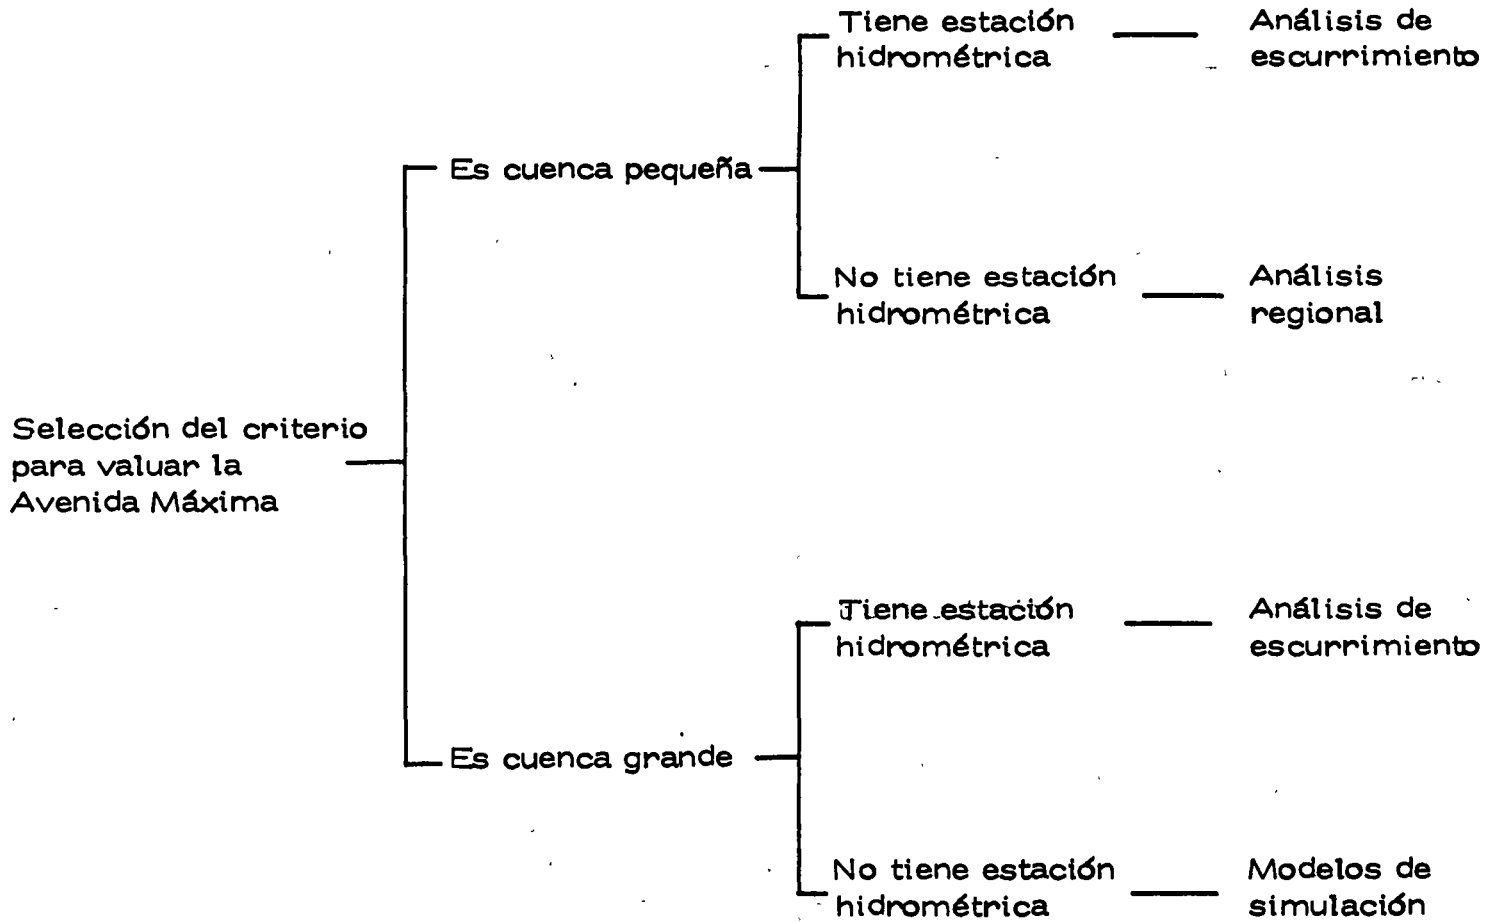 Tiene estación
hidrométrica
Análisis de
escurrimiento
Es cuenca pequeña
No tiene estación
hidrométrica
Análisis
regional
Selección del criterio
para valuar la
Avenida Máxima
Tiene estación
hidrométrica
Análisis de
escurrimiento
Es cuenca grande
No tiene estación
hidrométrica
Modelos de
simulación